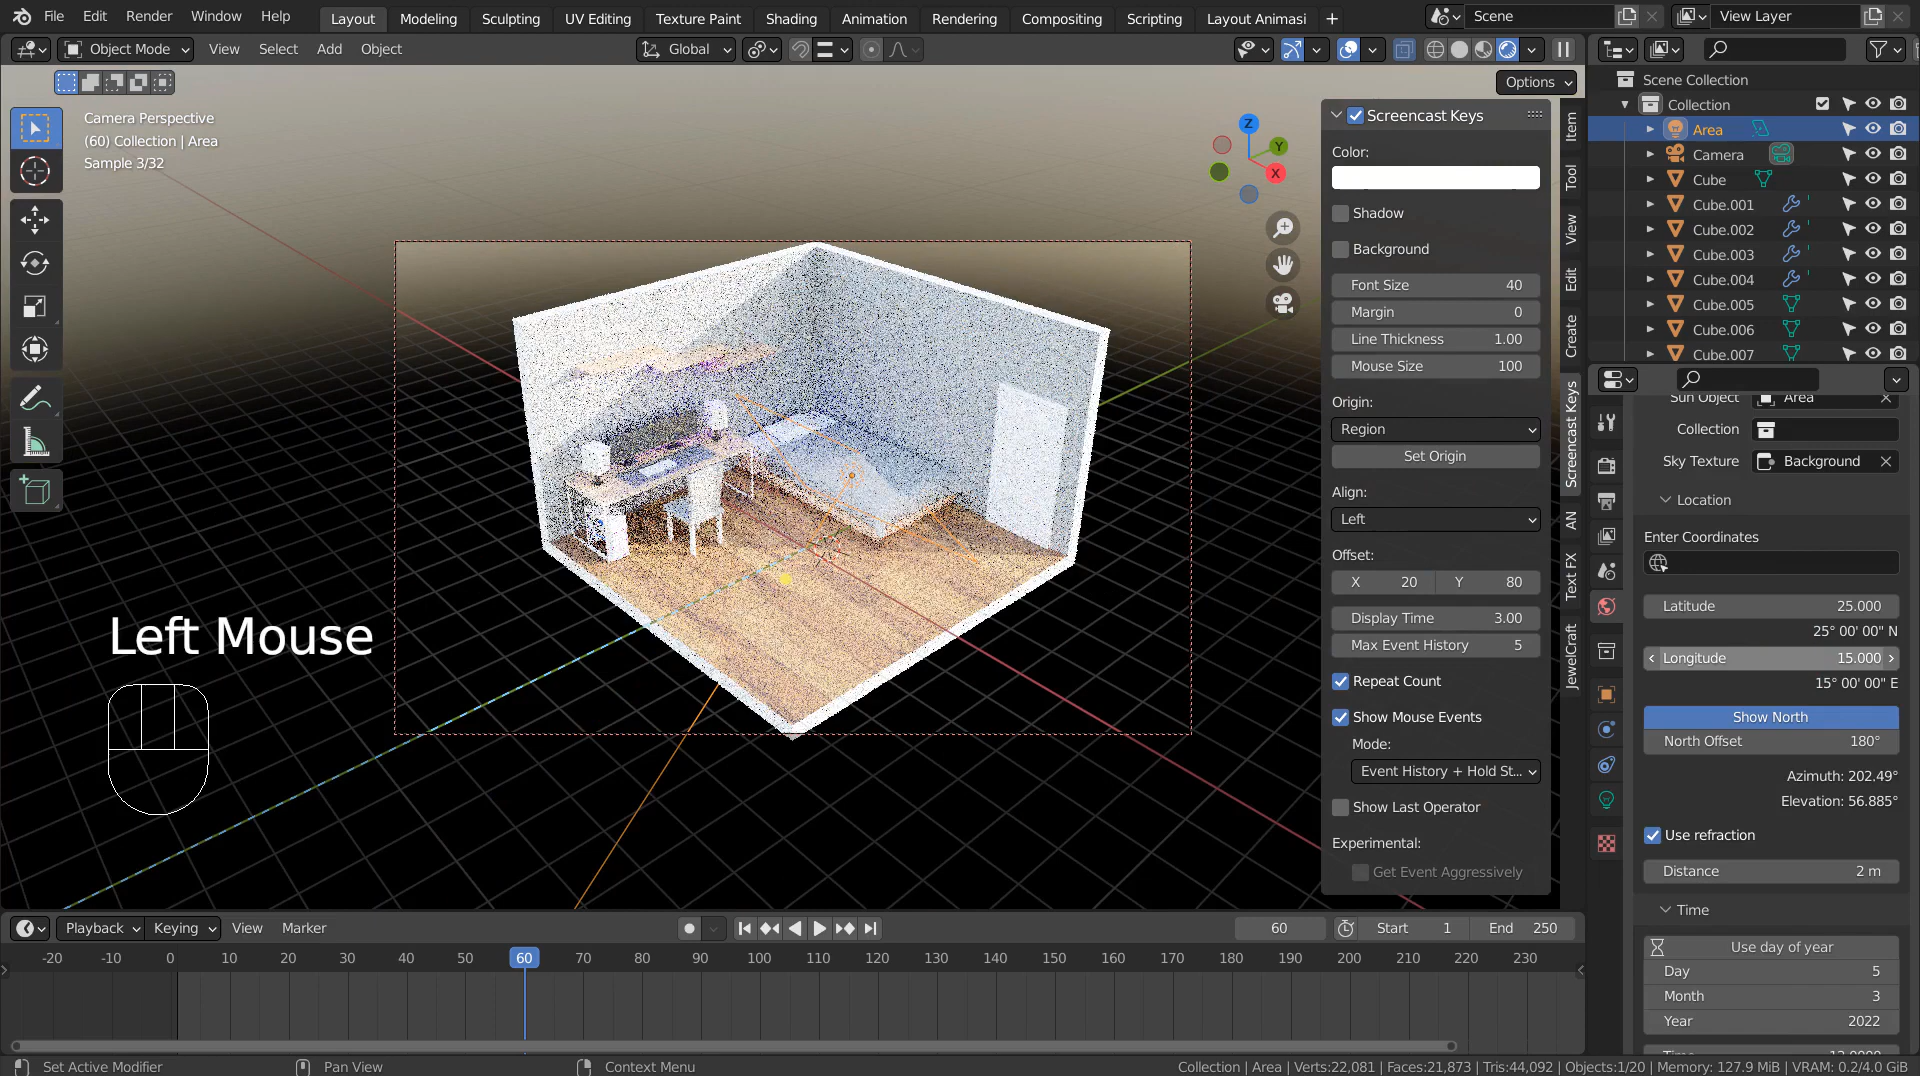 File Edit Render Window Help Layout Modeling Sculpting UV Editing Texture Paint Shading Animation Rendering Compositing Scripting Layout Animasi + Scene View Layer
Object Mode View Select Add Object Global
Options
Camera Perspective
(60) Collection | Area
Sample 3/32
Z
Y
X
Screencast Keys
Color:
Shadow
Background
Font Size 40
Margin 0
Line Thickness 1.00
Mouse Size 100
Origin:
Region
Set Origin
Align:
Left
Offset:
X 20 Y 80
Display Time 3.00
Max Event History 5
Repeat Count
Show Mouse Events
Mode:
Event History + Hold St...
Show Last Operator
Experimental:
Get Event Aggressively
Item
Tool
View
Edit
Create
Screencast Keys
AN
Text FX
JewelCraft
Left Mouse
Scene Collection
Collection
Area
Camera
Cube
Cube.001
Cube.002
Cube.003
Cube.004
Cube.005
Cube.006
Cube.007
Sun Object Area
Collection
Sky Texture Background
Location
Enter Coordinates
Latitude 25.000
25° 00' 00" N
Longitude 15.000
15° 00' 00" E
Show North
North Offset 180°
Azimuth: 202.49°
Elevation: 56.885°
Use refraction
Distance 2 m
Time
Use day of year
Day 5
Month 3
Year 2022
Playback Keying View Marker 60 Start 1 End 250
-20 -10 0 10 20 30 40 50 60 70 80 90 100 110 120 130 140 150 160 170 180 190 200 210 220 230
Set Active Modifier Pan View Context Menu Collection | Area | Verts:22,081 | Faces:21,873 | Tris:44,092 | Objects:1/20 | Memory: 127.9 MiB | VRAM: 0.2/4.0 GiB